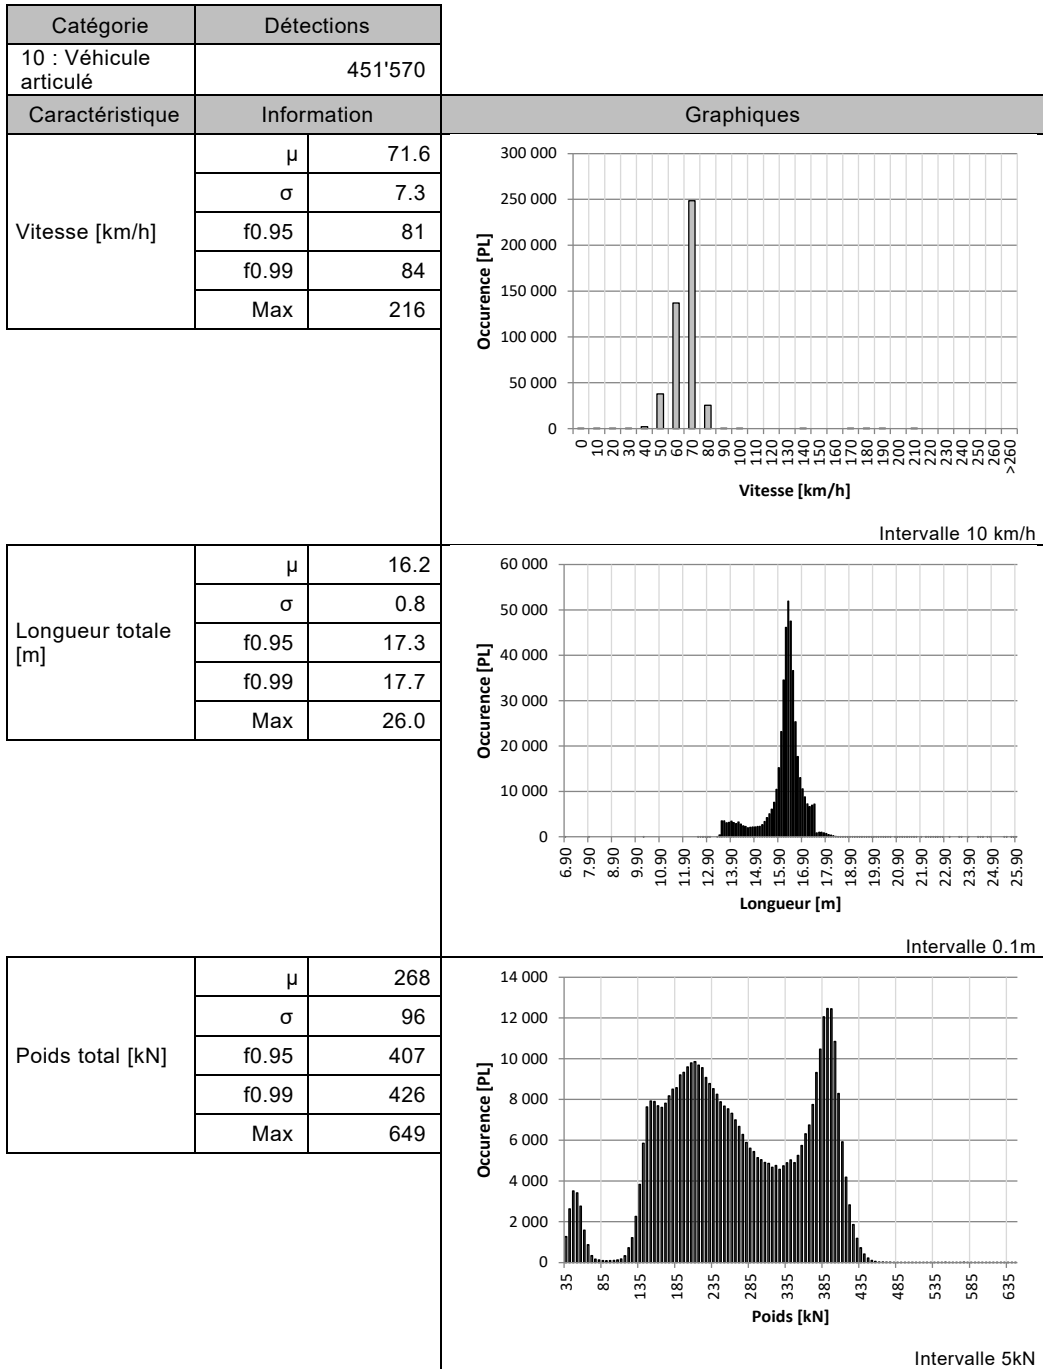 Catégorie Détections
10 : Véhicule
articulé
451'570
Caractéristique Information Graphiques
Vitesse [km/h]
µ 71.6
σ 7.3
f0.95 81
f0.99 84
Max 216
300 000
250 000
200 000
150 000
100 000
50 000
0
Occurence [PL]
0 10 20 30 40 50 60 70 80 90 100 110 120 130 140 150 160 170 180 190 200 210 220 230 240 250 260 >260
Vitesse [km/h]
Intervalle 10 km/h
Longueur totale
[m]
µ 16.2
σ 0.8
f0.95 17.3
f0.99 17.7
Max 26.0
60 000
50 000
40 000
30 000
20 000
10 000
0
Occurence [PL]
6.90 7.90 8.90 9.90 10.90 11.90 12.90 13.90 14.90 15.90 16.90 17.90 18.90 19.90 20.90 21.90 22.90 23.90 24.90 25.90
Longueur [m]
Intervalle 0.1m
Poids total [kN]
µ 268
σ 96
f0.95 407
f0.99 426
Max 649
14 000
12 000
10 000
8 000
6 000
4 000
2 000
0
Occurence [PL]
35 85 135 185 235 285 335 385 435 485 535 585 635
Poids [kN]
Intervalle 5kN